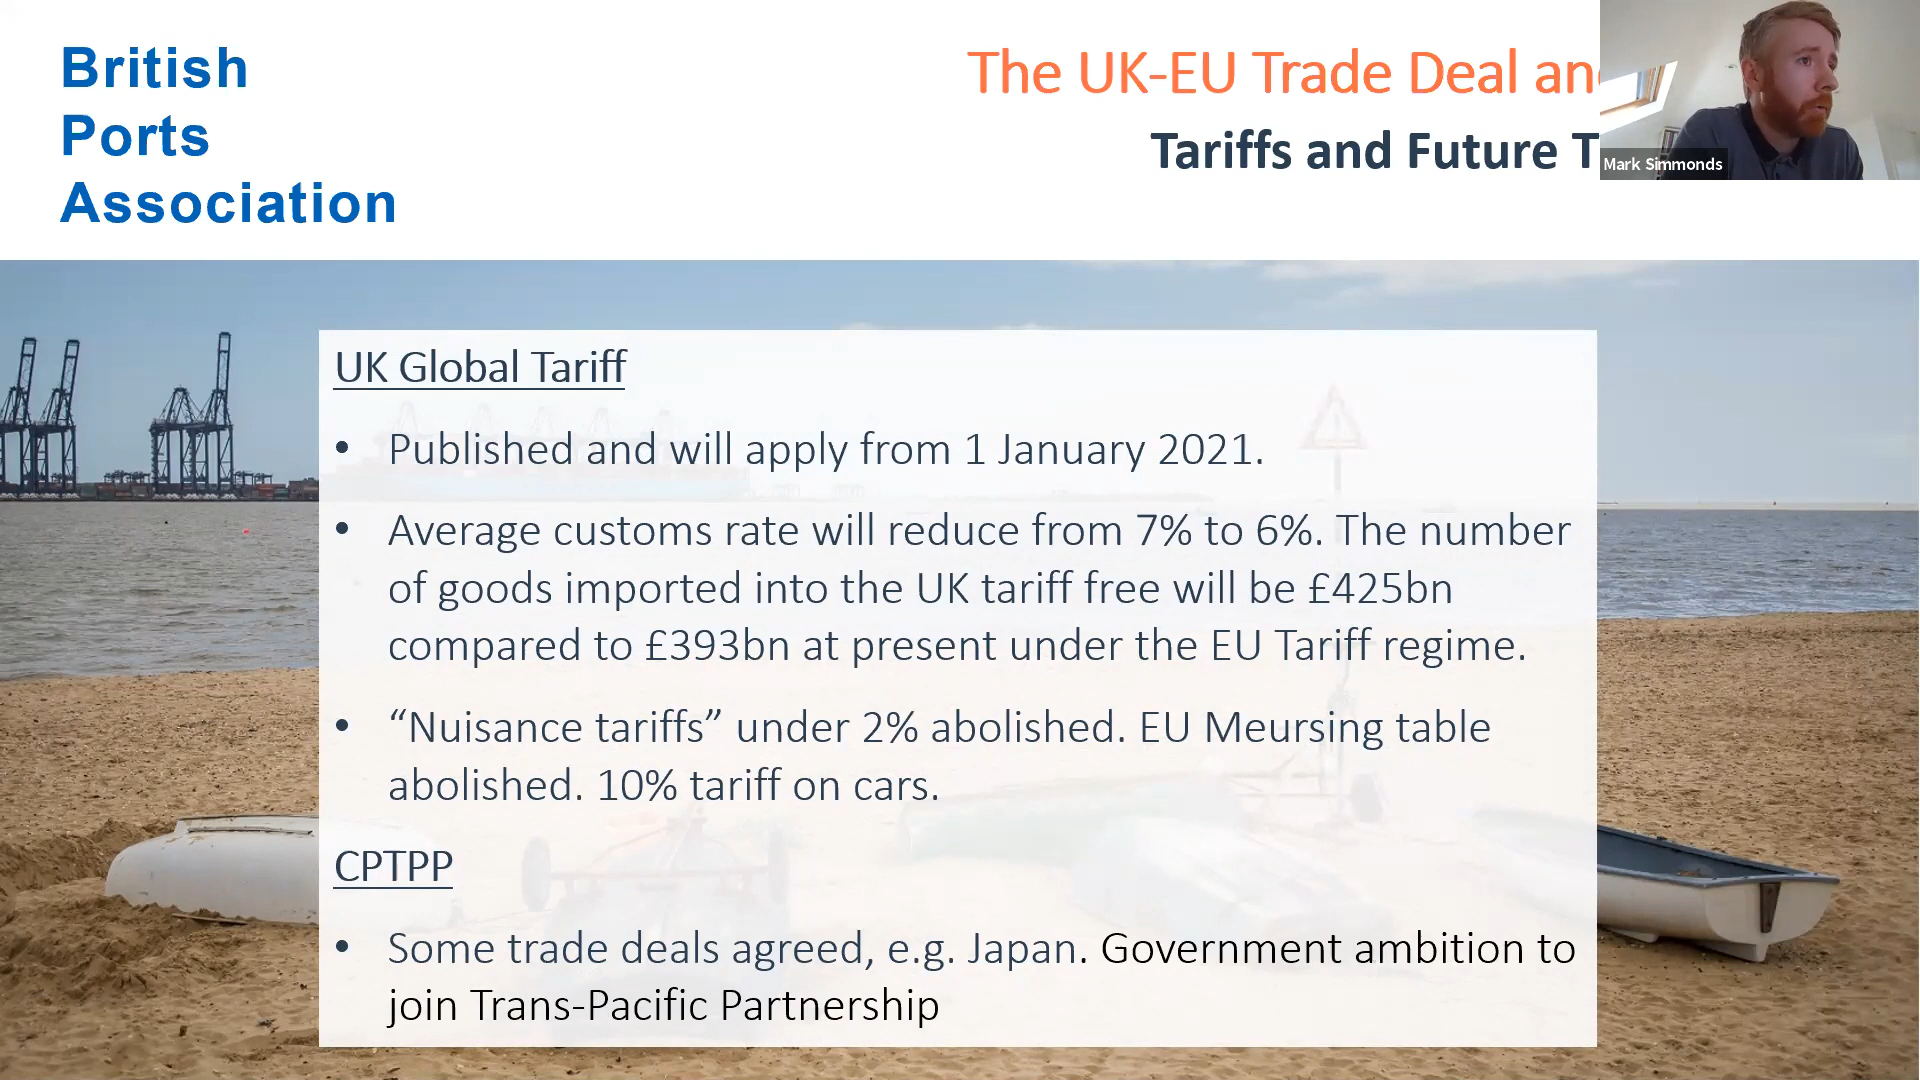 British
Ports
Association
The UK-EU Trade Deal
Tariffs and Future
Mark Simmonds
UK Global Tariff
• Published and will apply from 1 January 2021.
• Average customs rate will reduce from 7% to 6%. The number
of goods imported into the UK tariff free will be £425bn
compared to £393bn at present under the EU Tariff regime.
• “Nuisance tariffs” under 2% abolished. EU Meursing table
abolished. 10% tariff on cars.
CPTPP
• Some trade deals agreed, e.g. Japan. Government ambition to
join Trans-Pacific Partnership